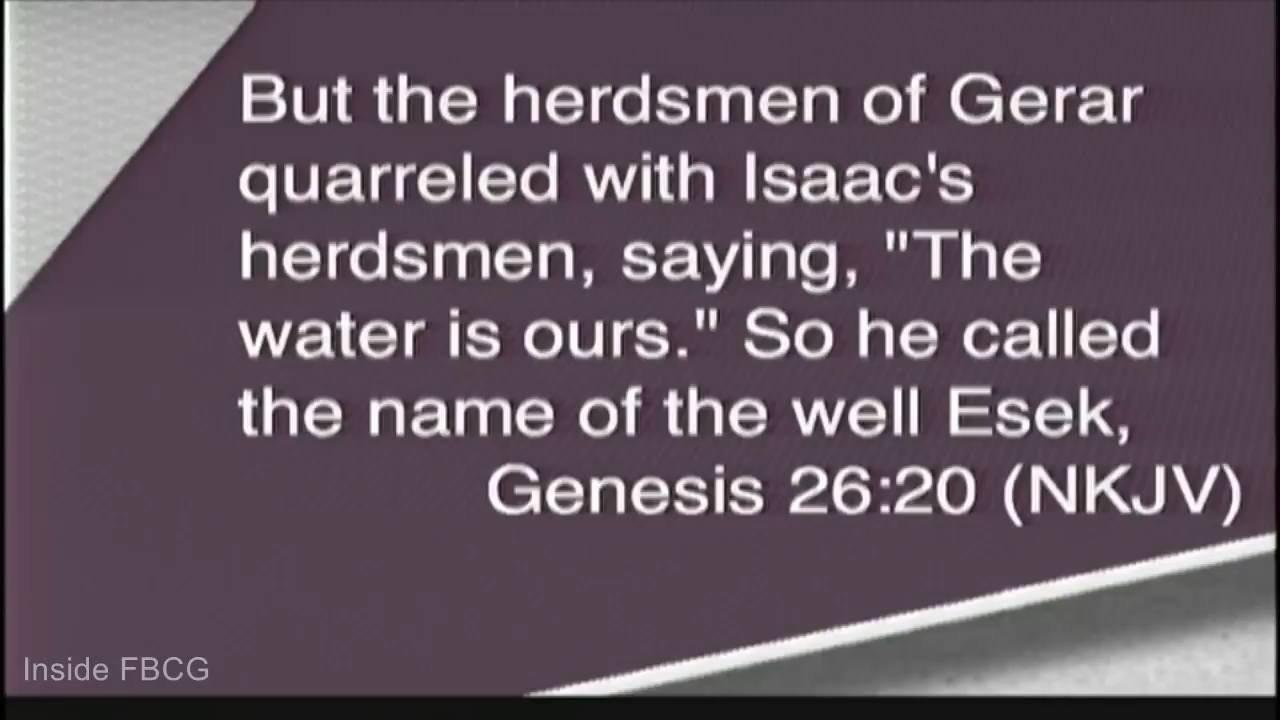 But the herdsmen of Gerar
quarreled with Isaac's
herdsmen, saying, "The
water is ours." So he called
the name of the well Esek,
Genesis 26:20 (NKJV)
Inside FBCG